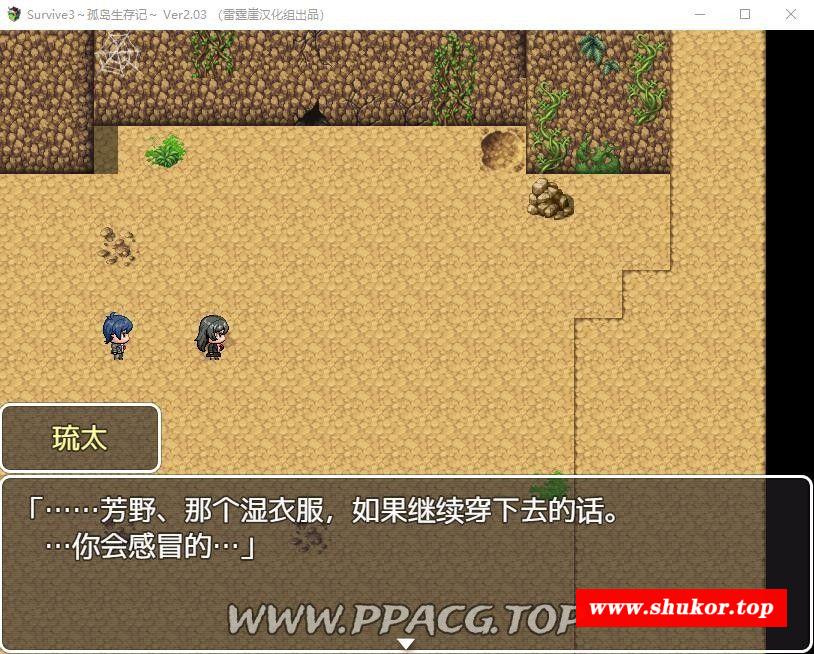 Survive3～孤岛生存记～ Ver2.03 （雷霆崖汉化组出品）
琉太
「……芳野、那个湿衣服，如果继续穿下去的话。
…你会感冒的…」
WWW.PPACG.TOP
www.shukor.top